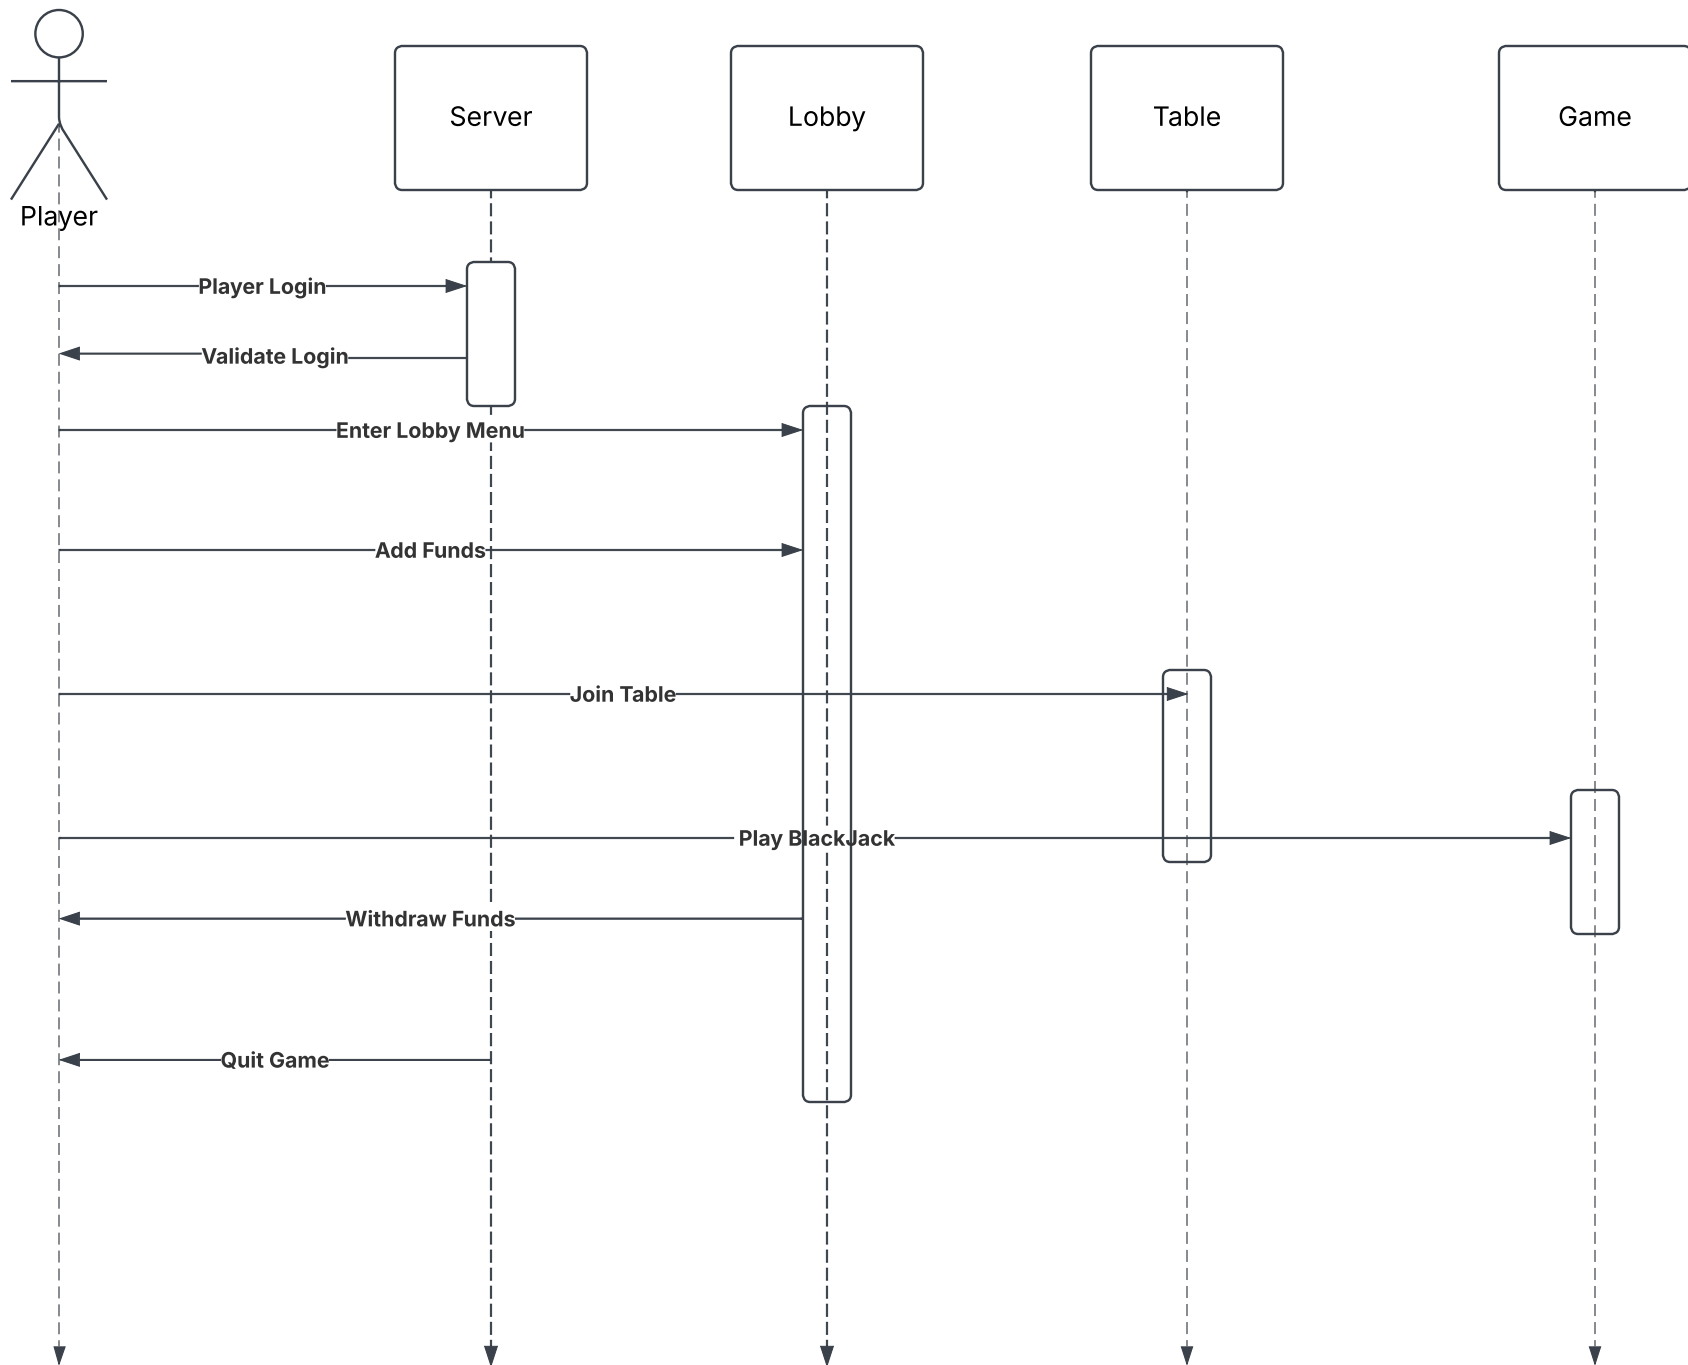 Server
Lobby
Table
Game
Player
Player Login
Validate Login
Enter Lobby Menu
Add Funds
Join Table
Play BlackJack
Withdraw Funds
Quit Game